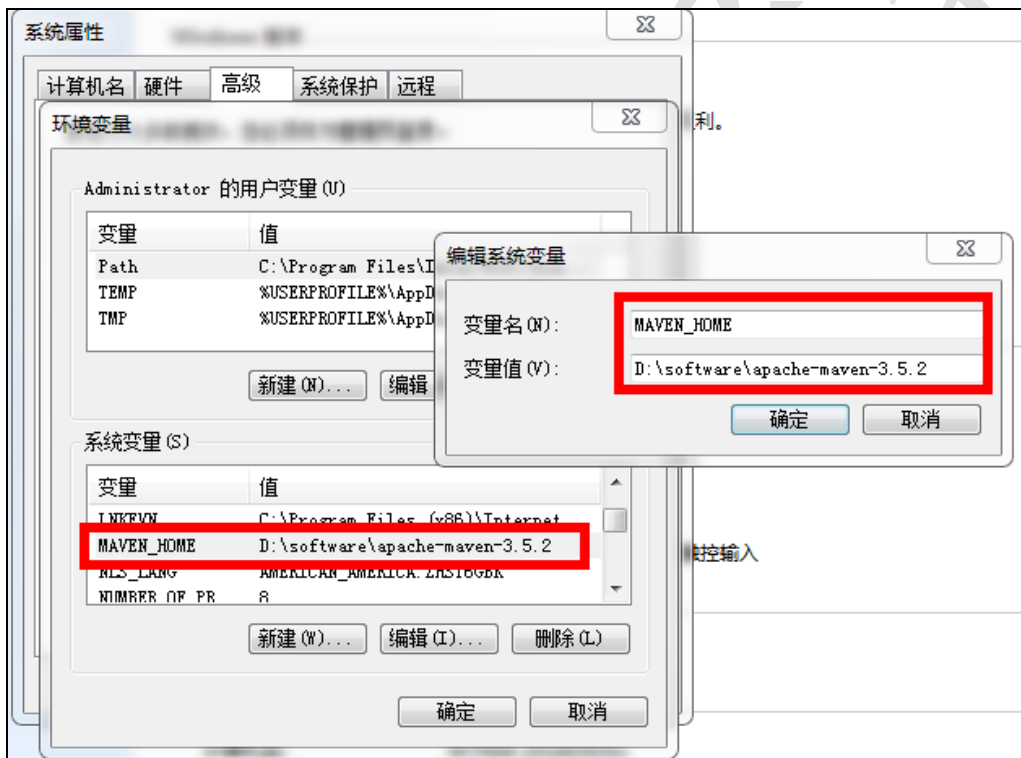 系统属性
计算机名 硬件 高级 系统保护 远程
环境变量
利。
Administrator 的用户变量(U)
变量 值
Path C:\Program Files\I
TEMP %USERPROFILE%\AppD
TMP %USERPROFILE%\AppD
新建(N)... 编辑
编辑系统变量
变量名(N): MAVEN_HOME
变量值(V): D:\software\apache-maven-3.5.2
确定 取消
系统变量(S)
变量 值
C:\Program Files (x86)\Internet
MAVEN_HOME D:\software\apache-maven-3.5.2
NLS_LANG AMERICAN_AMERICA.ZHS16GBK
NUMBER_OF_PR 8
触控输入
新建(W)... 编辑(I)... 删除(L)
确定 取消